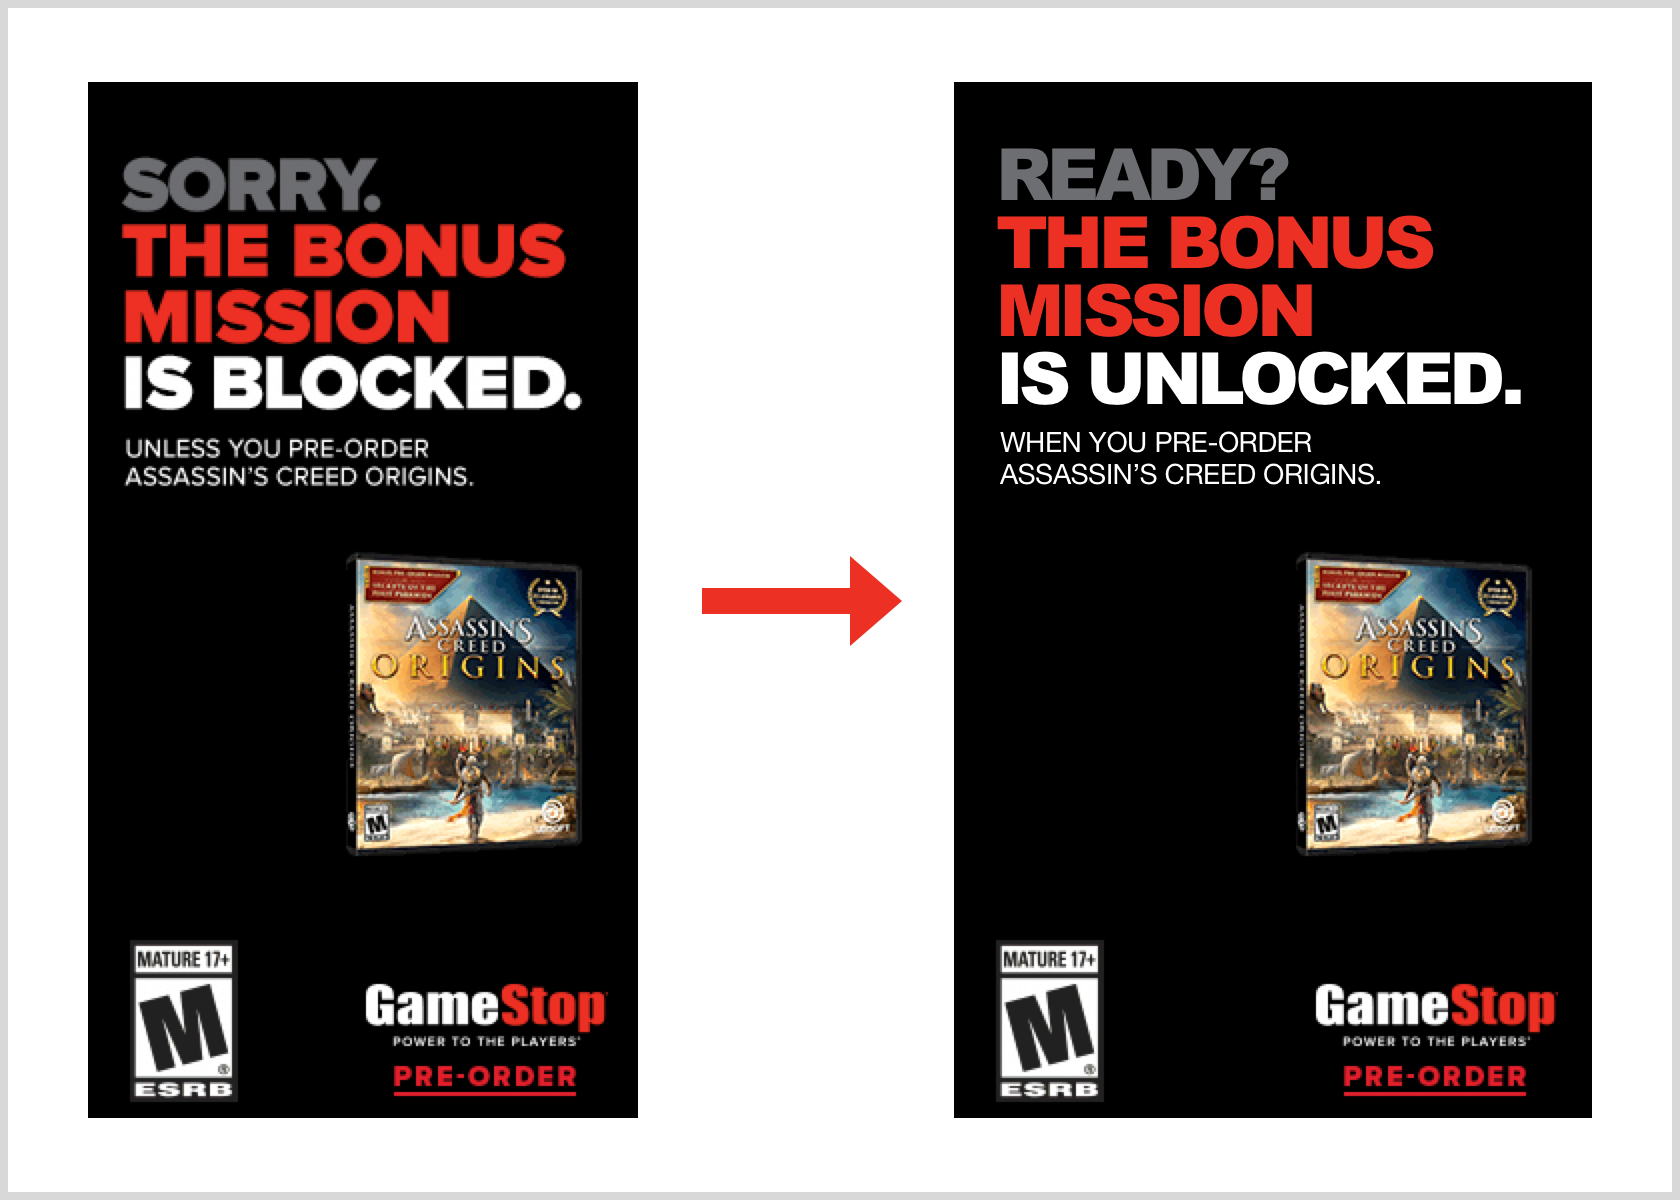 SORRY.
THE BONUS
MISSION
IS BLOCKED.
UNLESS YOU PRE-ORDER
ASSASSIN'S CREED ORIGINS.
ASSASSIN'S
CREED
ORIGINS
M
UBISOFT
MATURE 17+
M
®
ESRB
GameStop
POWER TO THE PLAYERS
PRE-ORDER
READY?
THE BONUS
MISSION
IS UNLOCKED.
WHEN YOU PRE-ORDER
ASSASSIN'S CREED ORIGINS.
ASSASSIN'S
CREED
ORIGINS
M
UBISOFT
MATURE 17+
M
®
ESRB
GameStop
POWER TO THE PLAYERS
PRE-ORDER